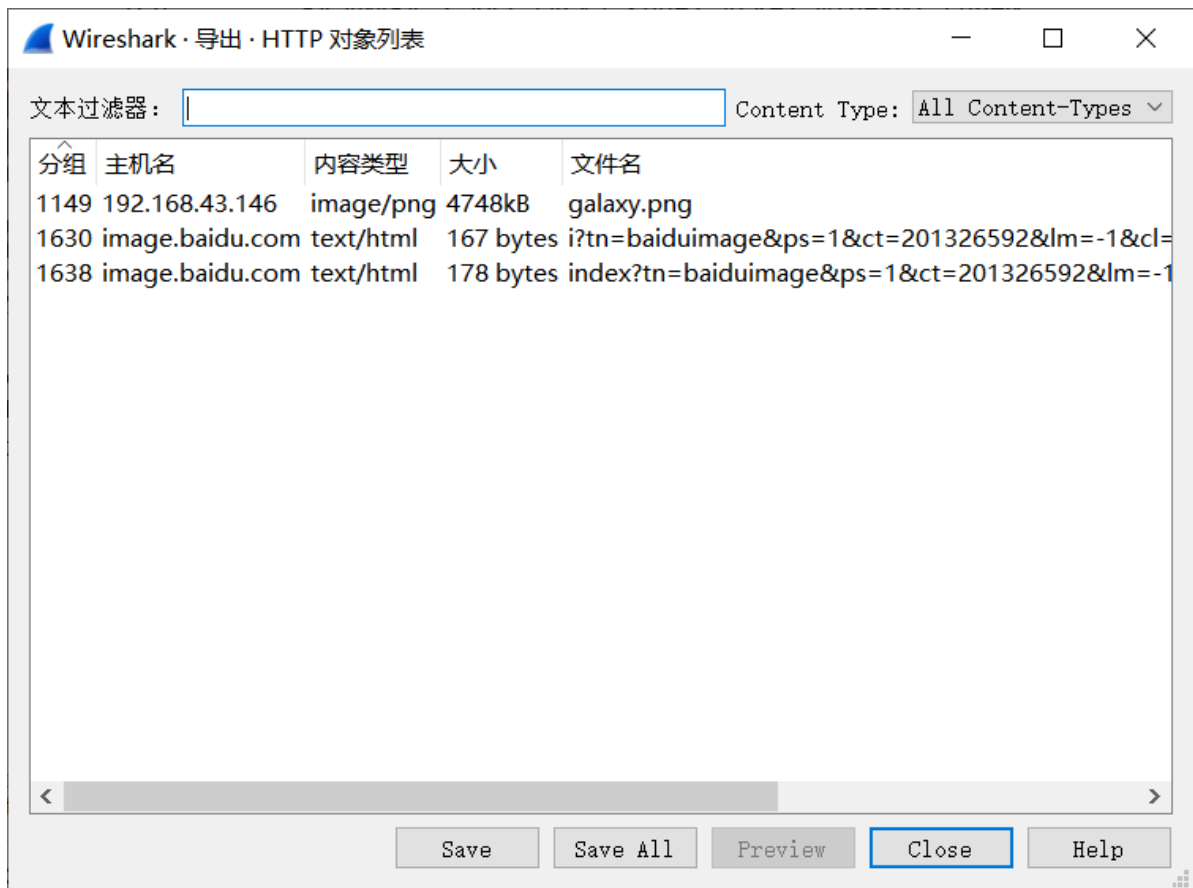 Wireshark · 导出 · HTTP 对象列表
文本过滤器： Content Type: All Content-Types
分组 主机名 内容类型 大小 文件名
1149 192.168.43.146 image/png 4748kB galaxy.png
1630 image.baidu.com text/html 167 bytes i?tn=baiduimage&ps=1&ct=201326592&lm=-1&cl=
1638 image.baidu.com text/html 178 bytes index?tn=baiduimage&ps=1&ct=201326592&lm=-1
Save Save All Preview Close Help